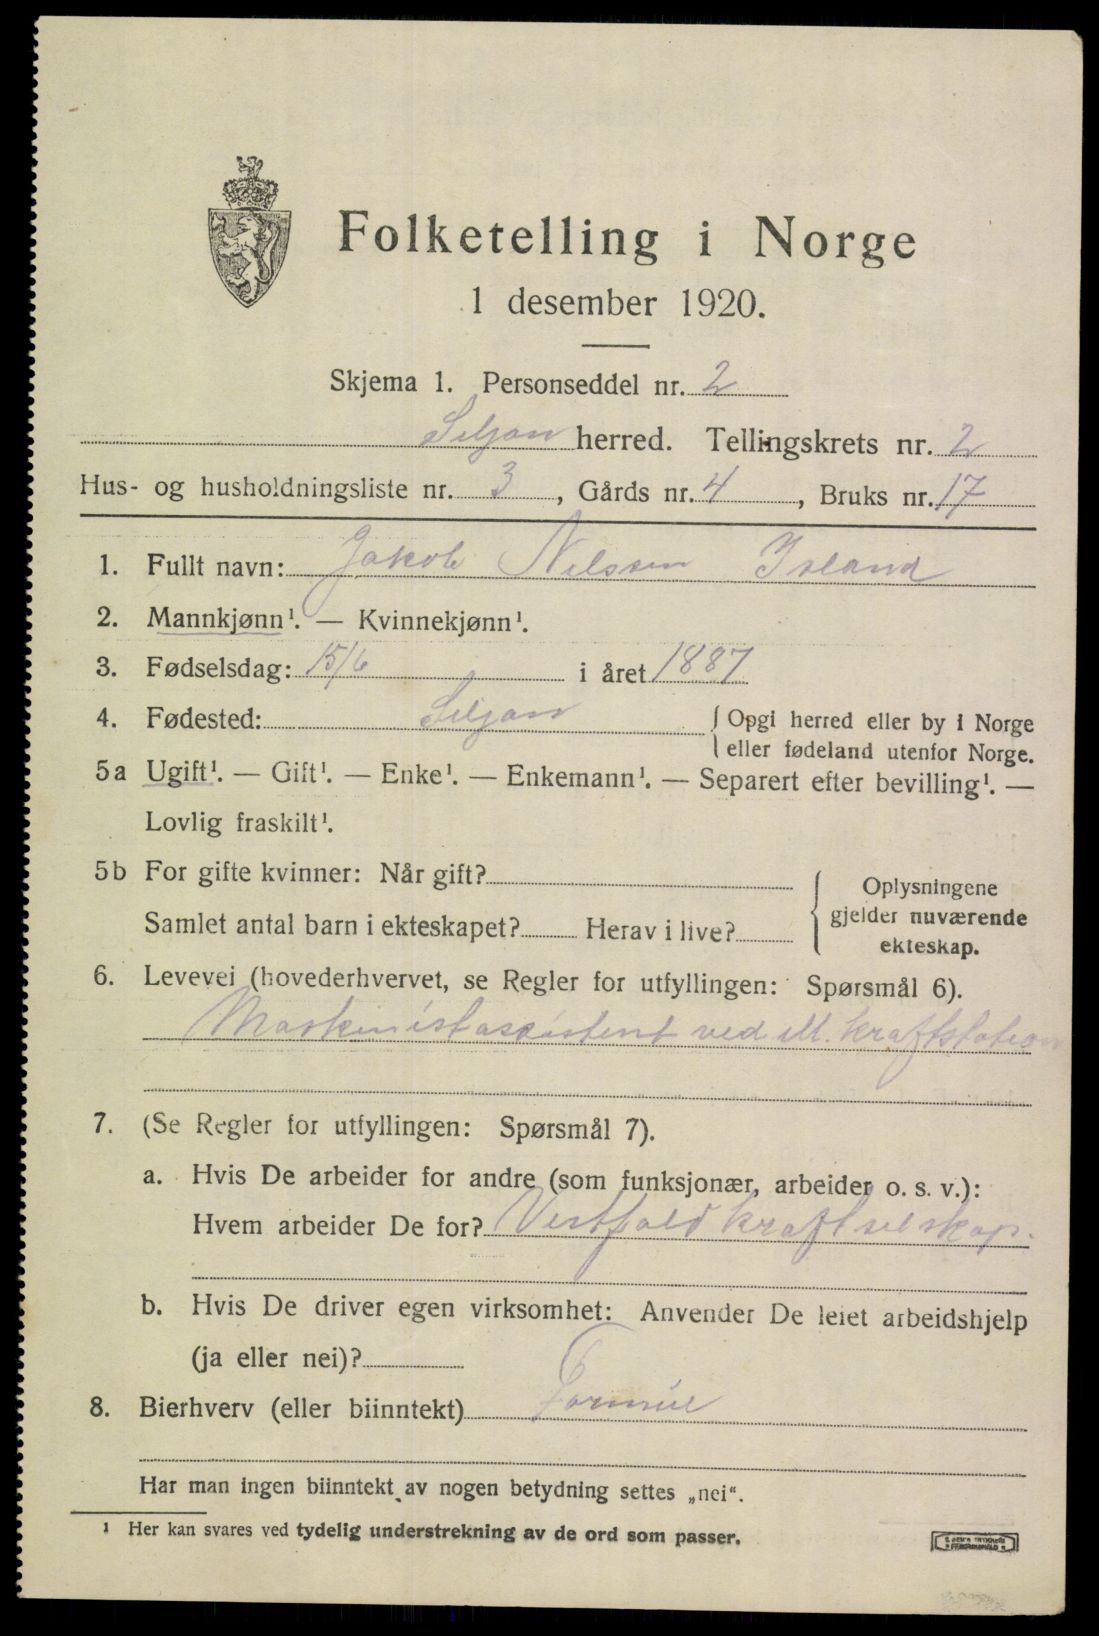 Folketelling i Norge
1 desember 1920.
Skjema 1. Personseddel nr. 2
Siljan herred. Tellingskrets nr. 2
Hus- og husholdningsliste nr. 3, Gårds nr. 4, Bruks nr. 17
1. Fullt navn: Jakob Nilssen Island
2. Mannkjønn¹. — Kvinnekjønn¹.
3. Fødselsdag: 15/6 i året 1887
4. Fødested: Siljan { Opgi herred eller by i Norge
eller fødeland utenfor Norge.
5a Ugift¹. — Gift¹. — Enke¹. — Enkemann¹. — Separert efter bevilling¹. —
Lovlig fraskilt¹.
5b For gifte kvinner: Når gift?
Samlet antal barn i ekteskapet? Herav i live?
{ Oplysningene
gjelder nuværende
ekteskap.
6. Levevei (hovederhvervet, se Regler for utfyllingen: Spørsmål 6).
Maskinistassistent ved ell. kraftstation
7. (Se Regler for utfyllingen: Spørsmål 7).
a. Hvis De arbeider for andre (som funksjonær, arbeider o. s. v.):
Hvem arbeider De for? Vestfold kraftselskap.
b. Hvis De driver egen virksomhet: Anvender De leiet arbeidshjelp
(ja eller nei)?
8. Bierhverv (eller biinntekt) Formue
Har man ingen biinntekt av nogen betydning settes „nei“.
¹ Her kan svares ved tydelig understrekning av de ord som passer.